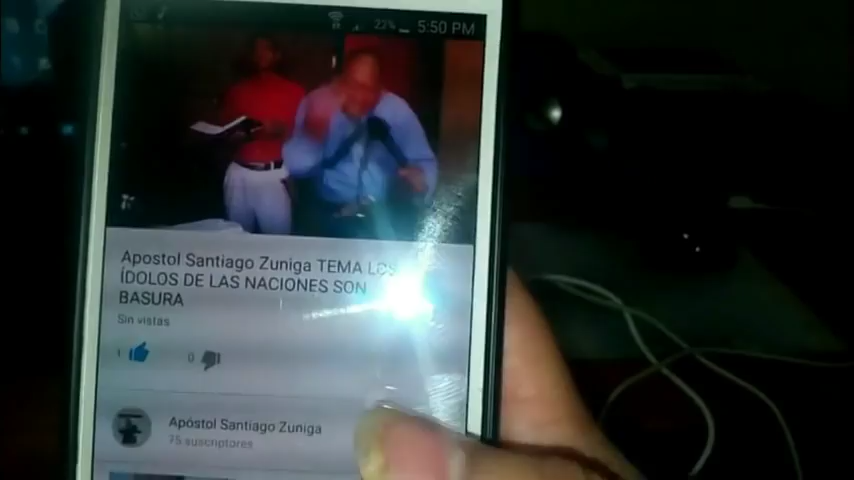 22% 5:50 PM
Apostol Santiago Zuniga TEMA LOS
ÍDOLOS DE LAS NACIONES SON
BASURA
Sin vistas
1 0
Apóstol Santiago Zuniga
75 suscriptores